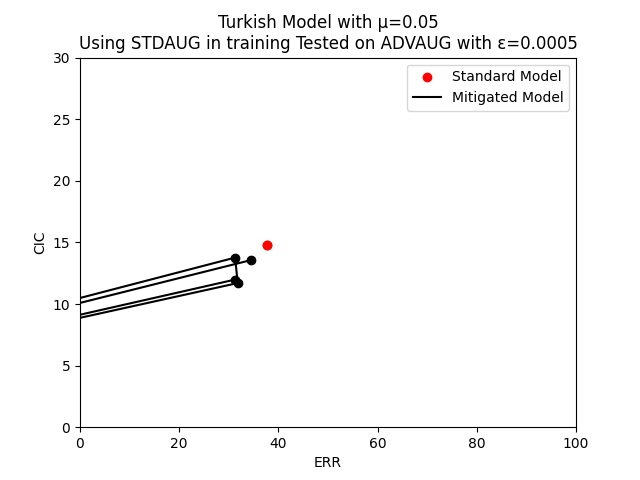 Turkish Model with μ=0.05
Using STDAUG in training Tested on ADVAUG with ε=0.0005
Standard Model
Mitigated Model
CIC
30
25
20
15
10
5
0
0 20 40 60 80 100
ERR